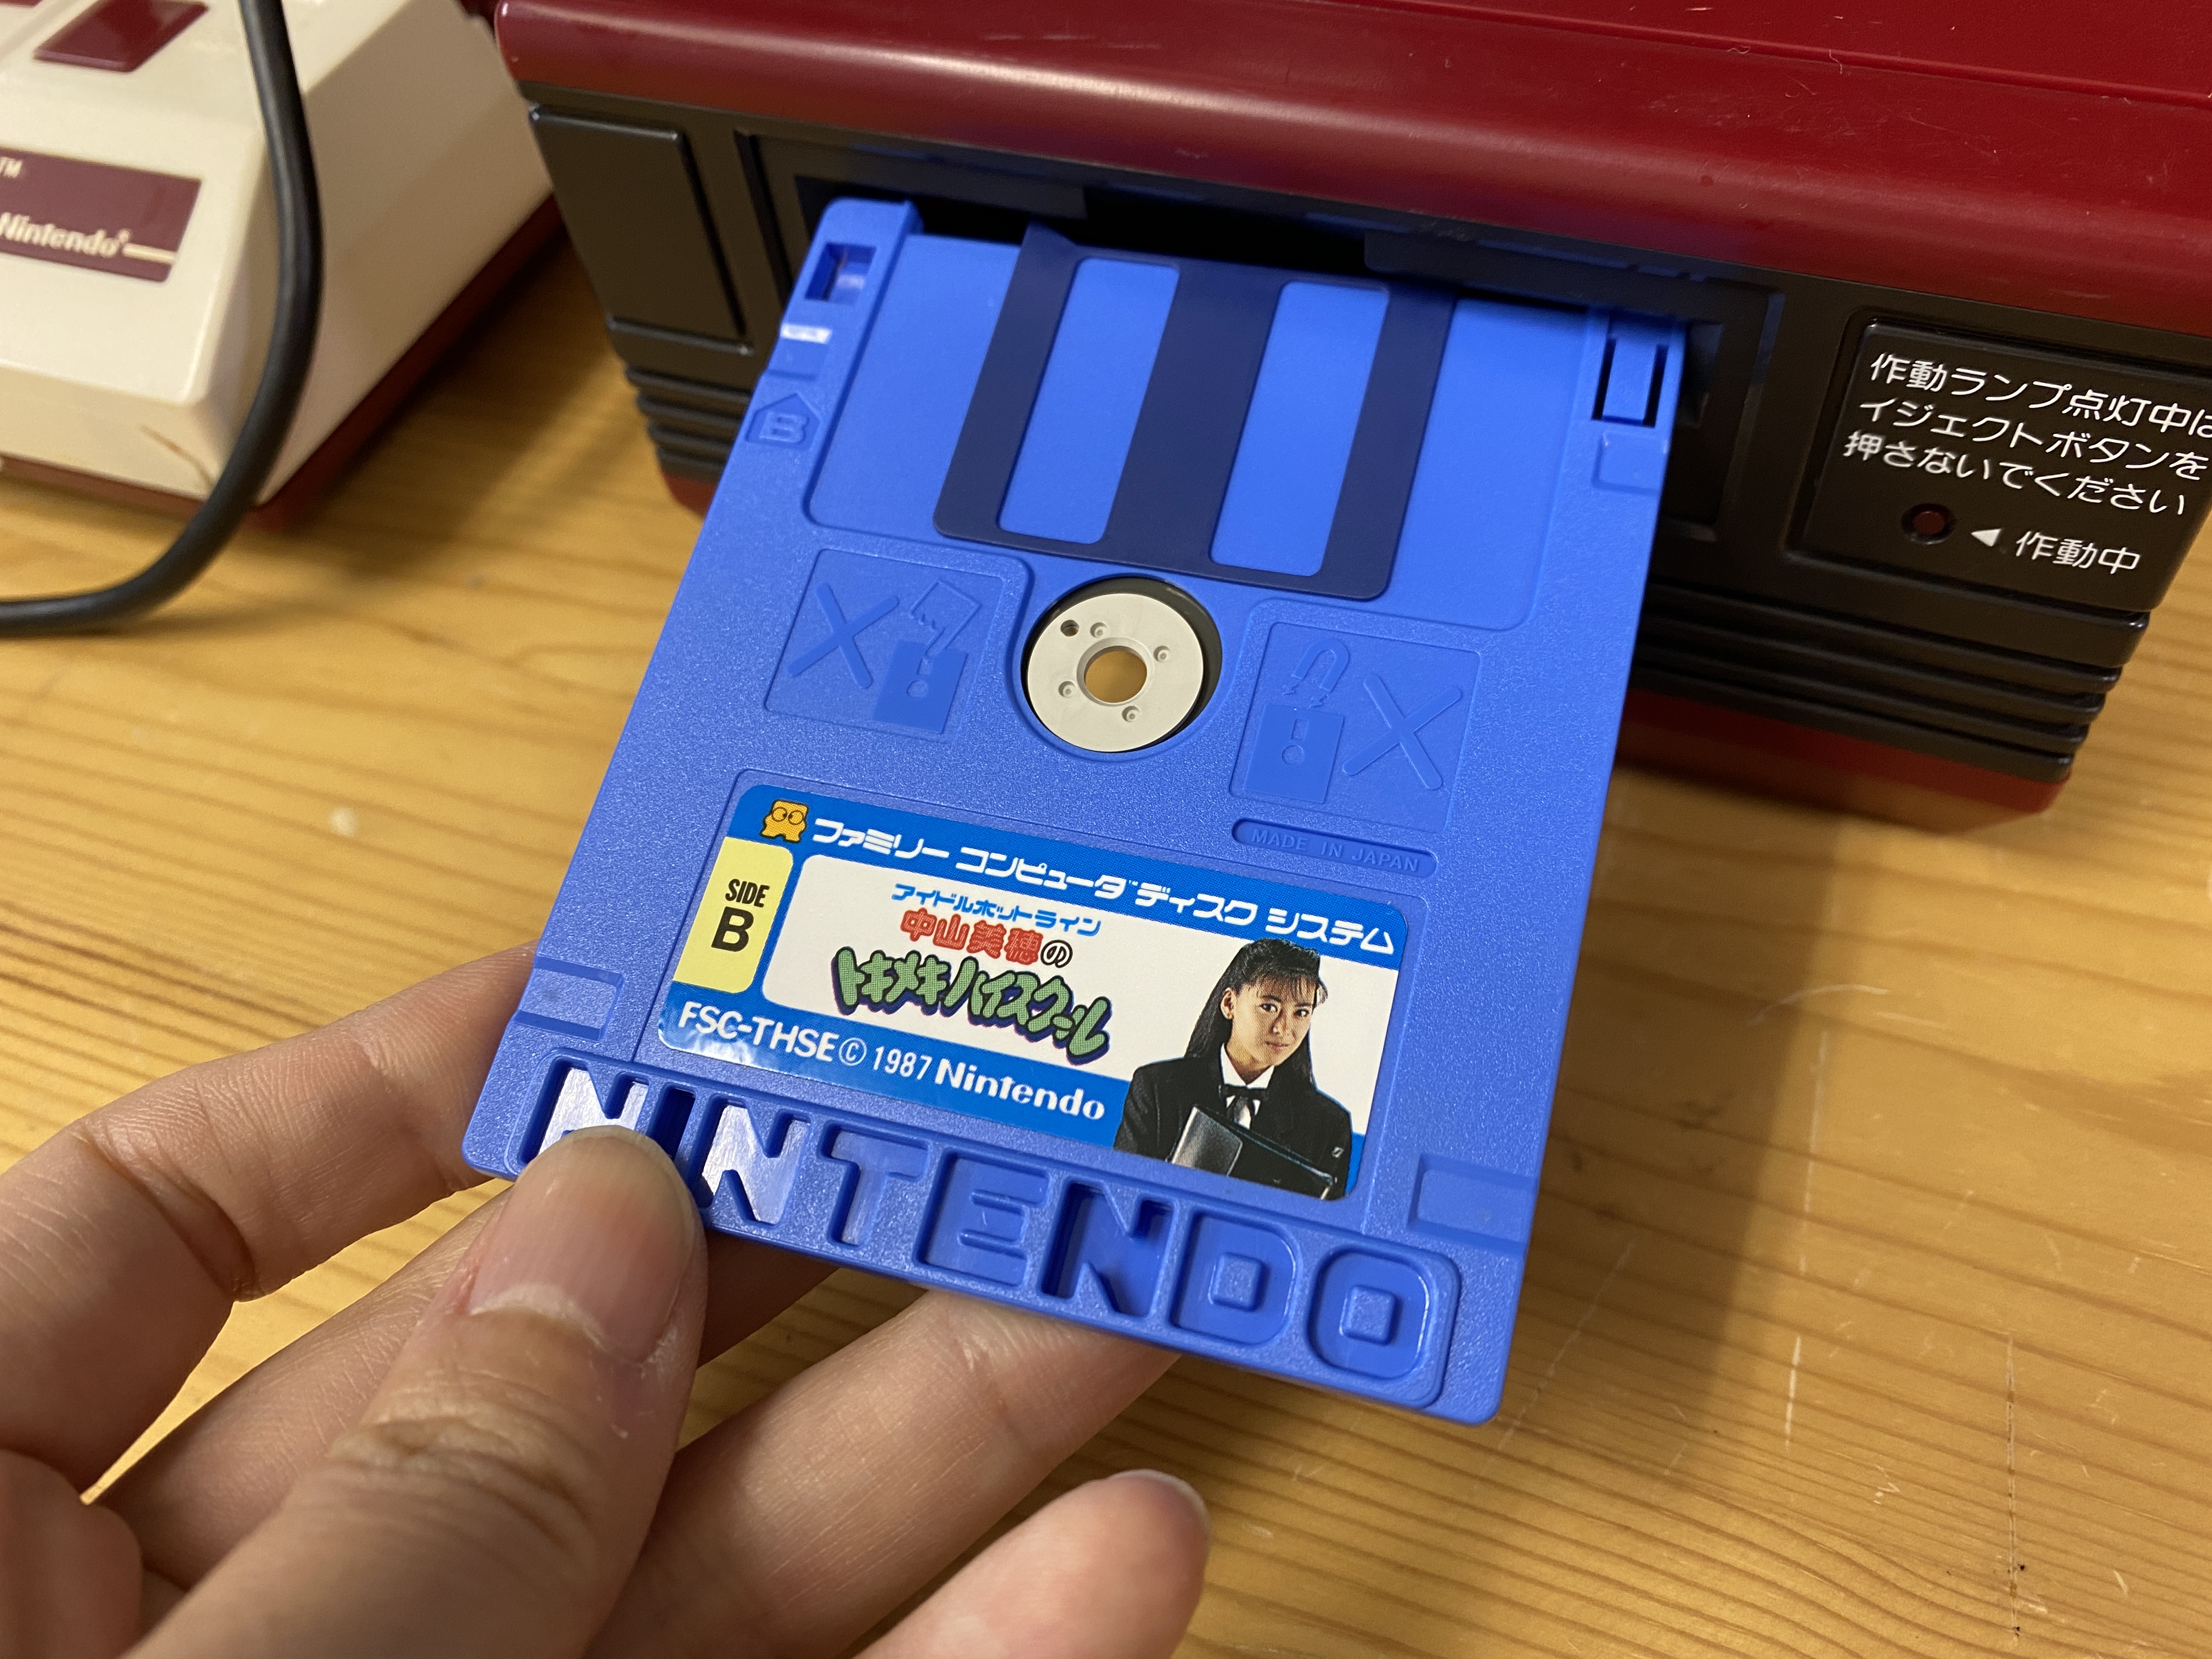 TM
Nintendo®
作動ランプ点灯中は
イジェクトボタンを
押さないでください
◀ 作動中
B
MADE IN JAPAN
ファミリー コンピュータ™ ディスク システム
SIDE
B
アイドルホットライン
中山美穂の
トキメキハイスクール
FSC-THSE © 1987 Nintendo
NINTENDO